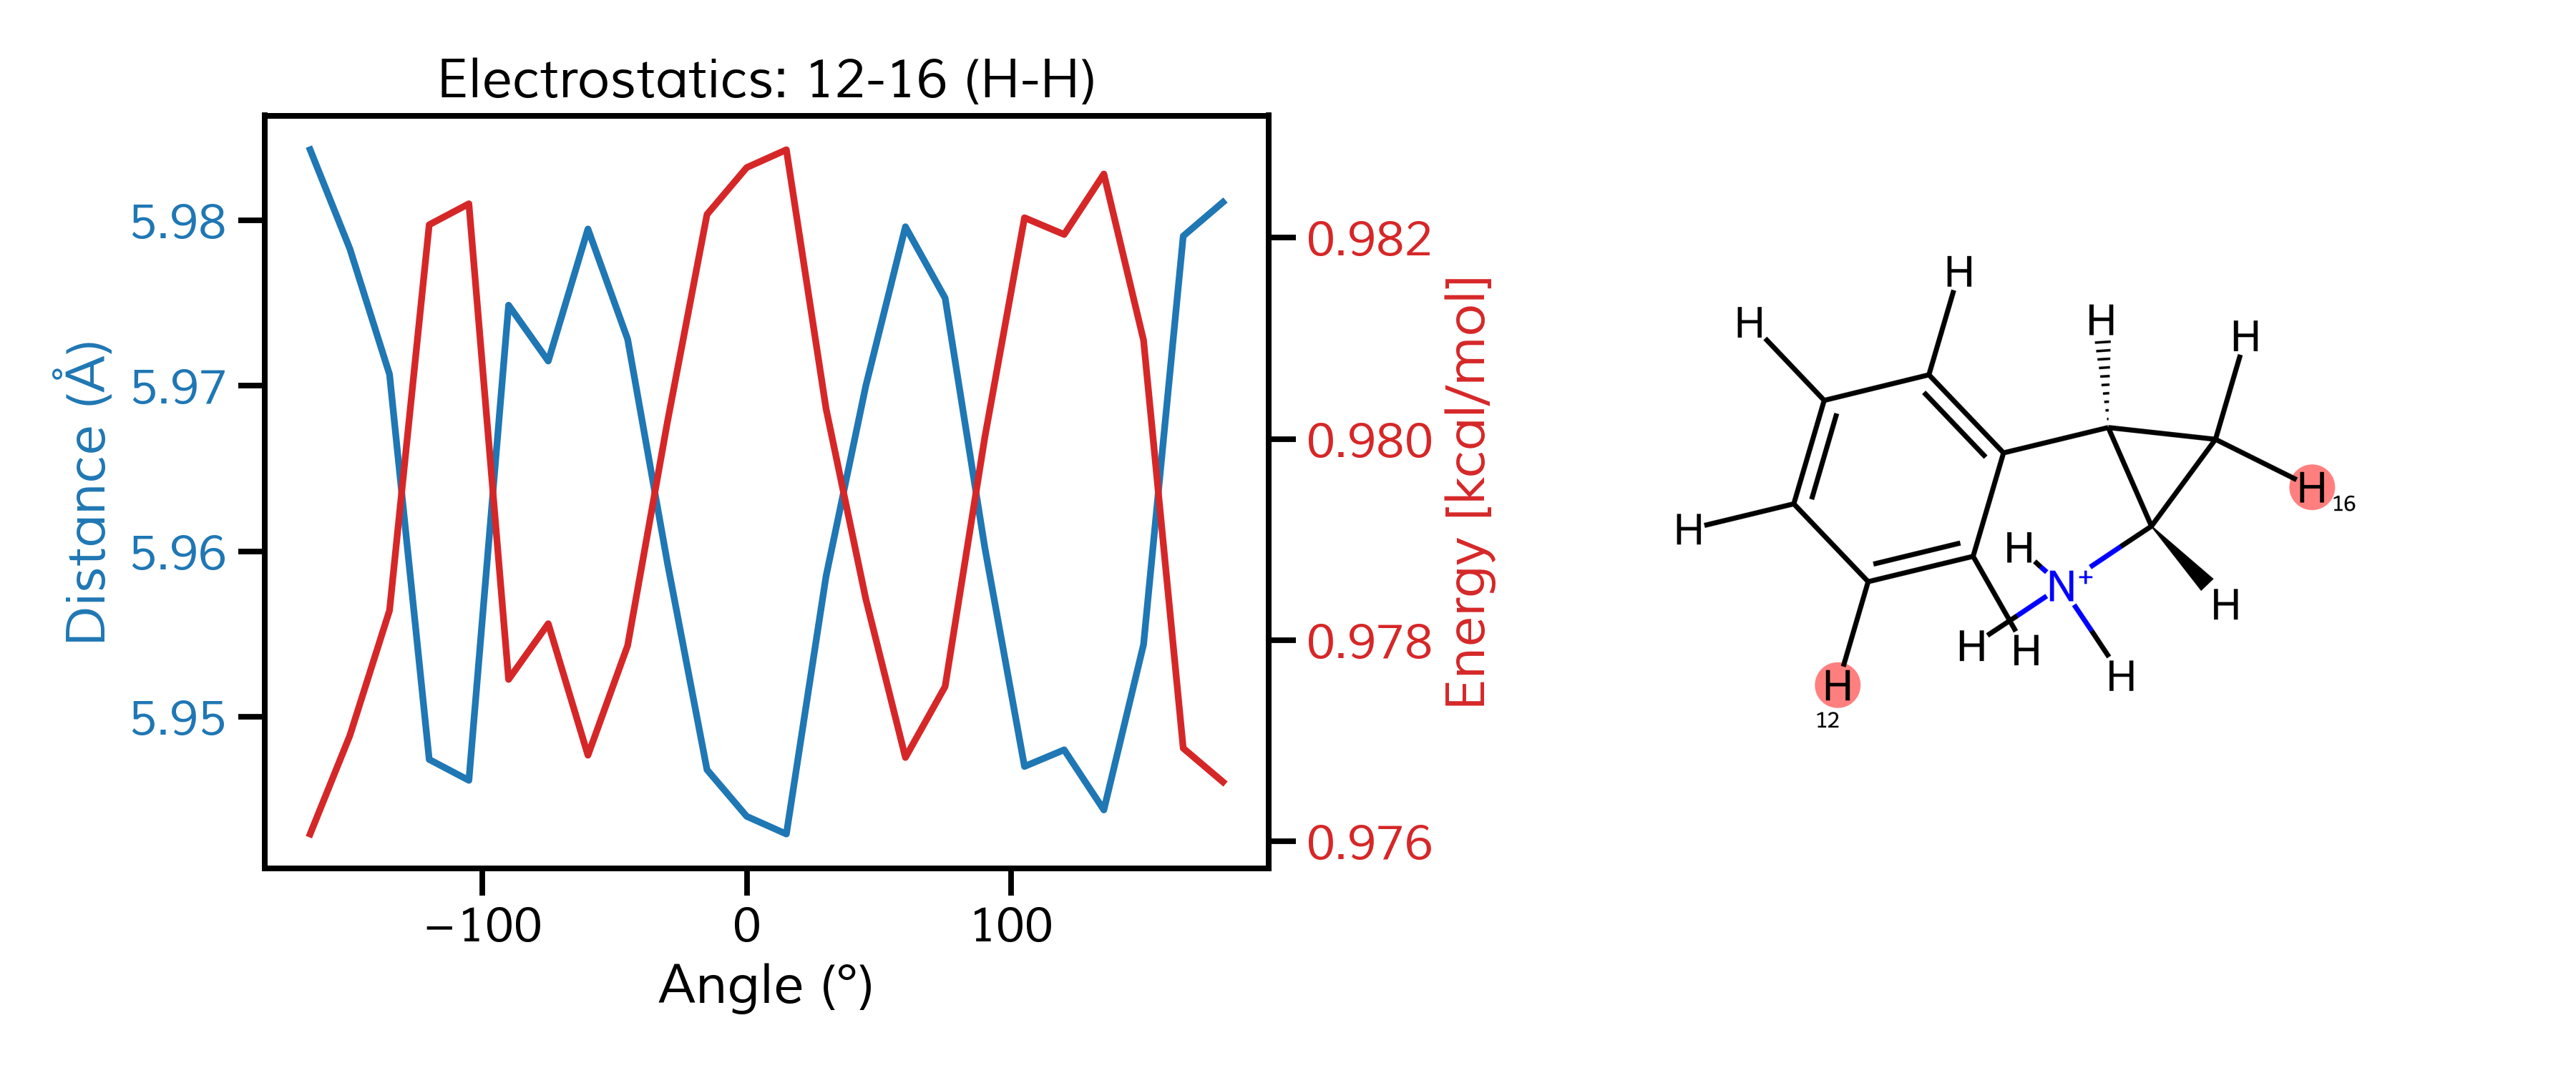 Electrostatics: 12-16 (H-H)
Distance (Å)
5.98
5.97
5.96
5.95
−100
0
100
Angle (°)
0.982
0.980
0.978
0.976
Energy [kcal/mol]
H
H
H
H
H
H
16
H
N+
H
H
H
H
H
12